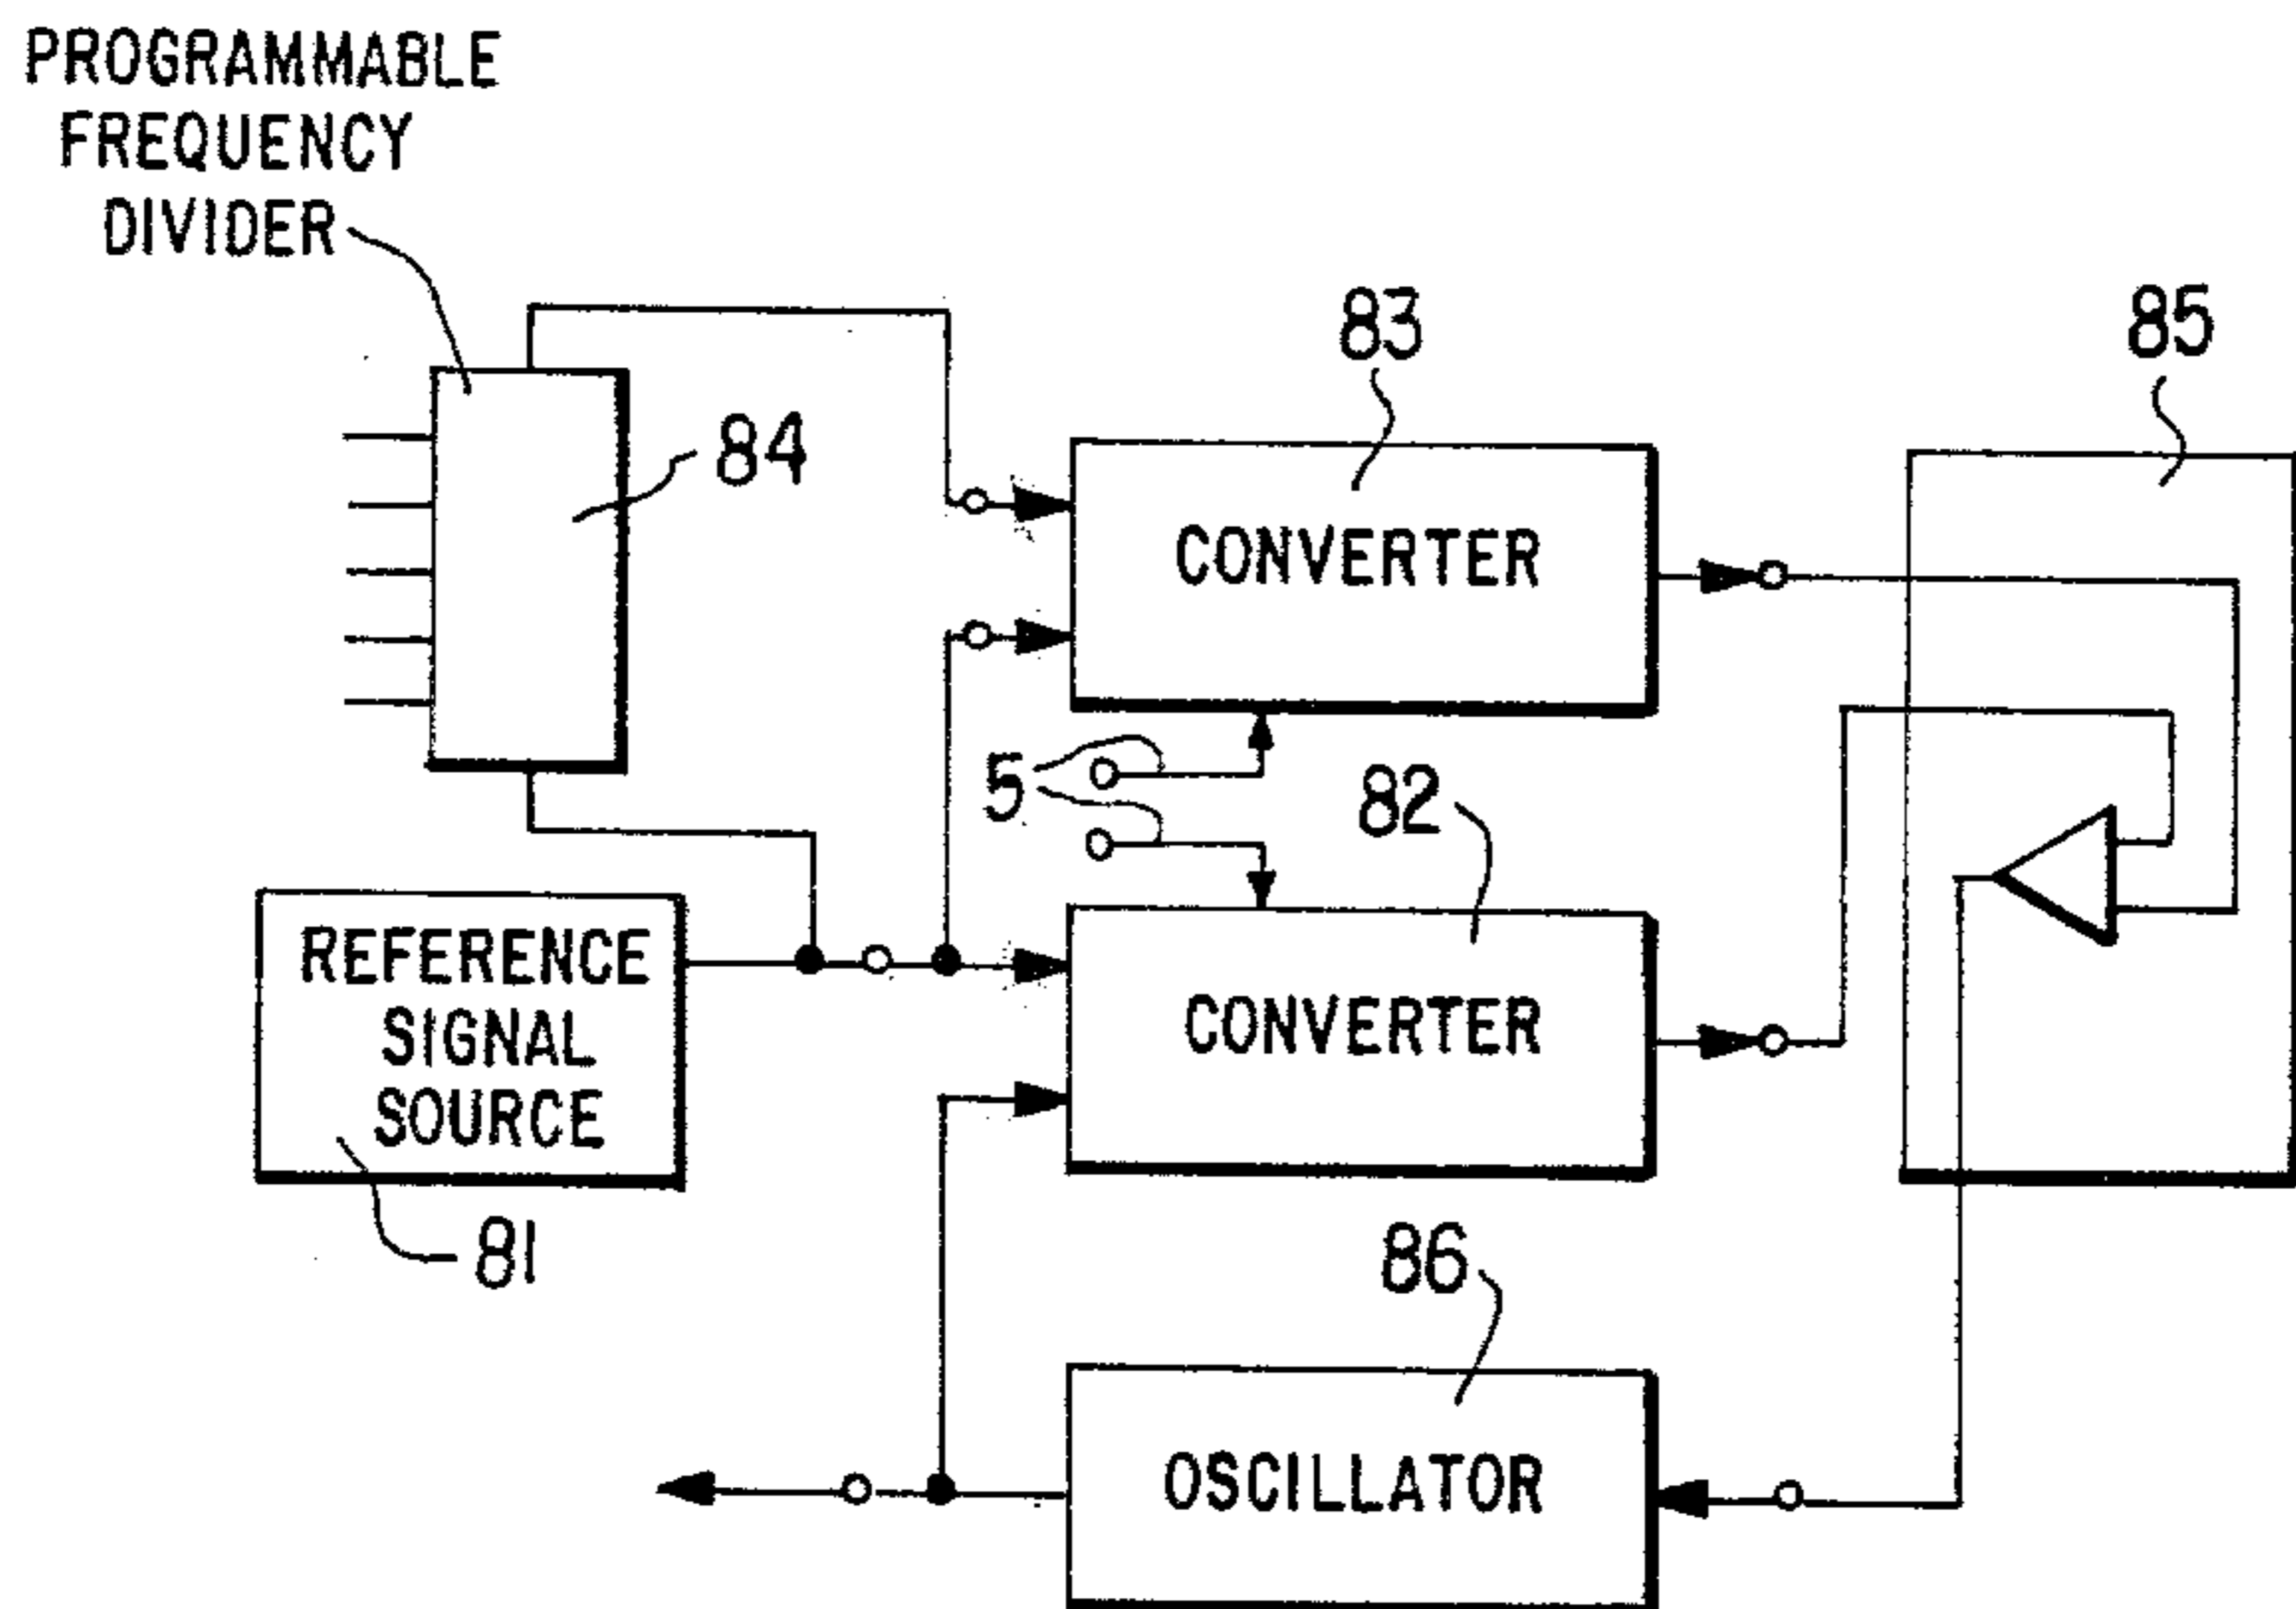 PROGRAMMABLE
FREQUENCY
DIVIDER
83
85
84
CONVERTER
5
82
REFERENCE
SIGNAL
SOURCE
CONVERTER
81
86
OSCILLATOR